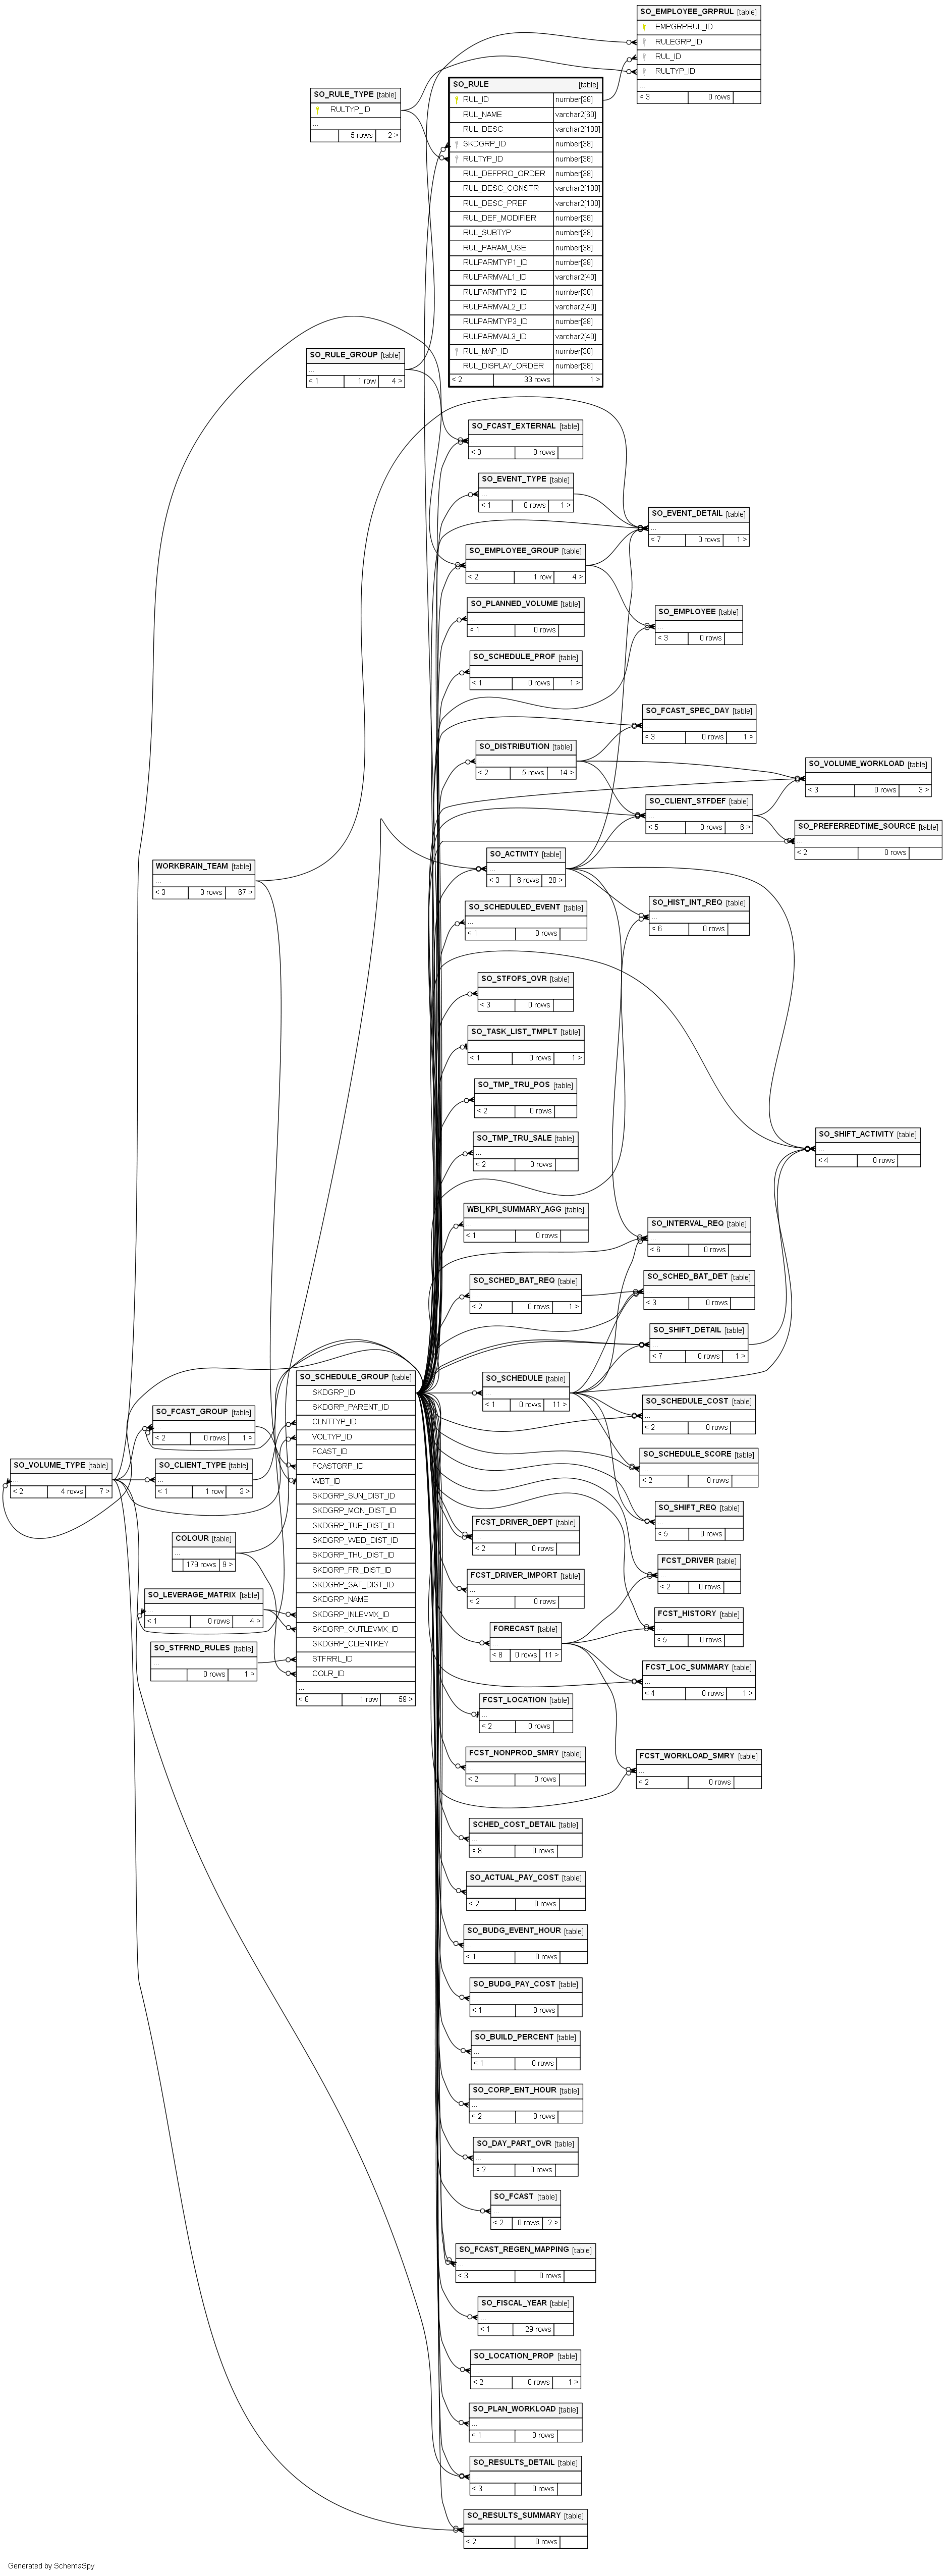 SO_EMPLOYEE_GRPRUL [table]
EMPGRPRUL_ID
RULEGRP_ID
RUL_ID
RULTYP_ID
...
< 3 0 rows
SO_RULE [table]
RUL_ID number[38]
RUL_NAME varchar2[60]
RUL_DESC varchar2[100]
SKDGRP_ID number[38]
RULTYP_ID number[38]
RUL_DEFPRO_ORDER number[38]
RUL_DESC_CONSTR varchar2[100]
RUL_DESC_PREF varchar2[100]
RUL_DEF_MODIFIER number[38]
RUL_SUBTYP number[38]
RUL_PARAM_USE number[38]
RULPARMTYP1_ID number[38]
RULPARMVAL1_ID varchar2[40]
RULPARMTYP2_ID number[38]
RULPARMVAL2_ID varchar2[40]
RULPARMTYP3_ID number[38]
RULPARMVAL3_ID varchar2[40]
RUL_MAP_ID number[38]
RUL_DISPLAY_ORDER number[38]
< 2 33 rows 1 >
SO_RULE_TYPE [table]
RULTYP_ID
...
5 rows 2 >
SO_RULE_GROUP [table]
...
< 1 1 row 4 >
SO_FCAST_EXTERNAL [table]
...
< 3 0 rows
SO_EVENT_TYPE [table]
...
< 1 0 rows 1 >
SO_EVENT_DETAIL [table]
...
< 7 0 rows 1 >
SO_EMPLOYEE_GROUP [table]
...
< 2 1 row 4 >
SO_PLANNED_VOLUME [table]
...
< 1 0 rows
SO_EMPLOYEE [table]
...
< 3 0 rows
SO_SCHEDULE_PROF [table]
...
< 1 0 rows 1 >
SO_FCAST_SPEC_DAY [table]
...
< 3 0 rows 1 >
SO_DISTRIBUTION [table]
...
< 2 5 rows 14 >
SO_VOLUME_WORKLOAD [table]
...
< 3 0 rows 3 >
SO_CLIENT_STFDEF [table]
...
< 5 0 rows 6 >
SO_PREFERREDTIME_SOURCE [table]
...
< 2 0 rows
SO_ACTIVITY [table]
...
< 3 6 rows 28 >
WORKBRAIN_TEAM [table]
...
< 3 3 rows 67 >
SO_HIST_INT_REQ [table]
...
< 6 0 rows
SO_SCHEDULED_EVENT [table]
...
< 1 0 rows
SO_STFOFS_OVR [table]
...
< 3 0 rows
SO_TASK_LIST_TMPLT [table]
...
< 1 0 rows 1 >
SO_TMP_TRU_POS [table]
...
< 2 0 rows
SO_TMP_TRU_SALE [table]
...
< 2 0 rows
SO_SHIFT_ACTIVITY [table]
...
< 4 0 rows
WBI_KPI_SUMMARY_AGG [table]
...
< 1 0 rows
SO_INTERVAL_REQ [table]
...
< 6 0 rows
SO_SCHED_BAT_REQ [table]
...
< 2 0 rows 1 >
SO_SCHED_BAT_DET [table]
...
< 3 0 rows
SO_SHIFT_DETAIL [table]
...
< 7 0 rows 1 >
SO_SCHEDULE [table]
...
< 1 0 rows 11 >
SO_SCHEDULE_COST [table]
...
< 2 0 rows
SO_SCHEDULE_SCORE [table]
...
< 2 0 rows
SO_SHIFT_REQ [table]
...
< 5 0 rows
SO_SCHEDULE_GROUP [table]
SKDGRP_ID
SKDGRP_PARENT_ID
CLNTTYP_ID
VOLTYP_ID
FCAST_ID
FCASTGRP_ID
WBT_ID
SKDGRP_SUN_DIST_ID
SKDGRP_MON_DIST_ID
SKDGRP_TUE_DIST_ID
SKDGRP_WED_DIST_ID
SKDGRP_THU_DIST_ID
SKDGRP_FRI_DIST_ID
SKDGRP_SAT_DIST_ID
SKDGRP_NAME
SKDGRP_INLEVMX_ID
SKDGRP_OUTLEVMX_ID
SKDGRP_CLIENTKEY
STFRRL_ID
COLR_ID
...
< 8 1 row 59 >
SO_FCAST_GROUP [table]
...
< 2 0 rows 1 >
SO_VOLUME_TYPE [table]
...
< 2 4 rows 7 >
SO_CLIENT_TYPE [table]
...
< 1 1 row 3 >
COLOUR [table]
...
179 rows 9 >
SO_LEVERAGE_MATRIX [table]
...
< 1 0 rows 4 >
SO_STFRND_RULES [table]
...
0 rows 1 >
FCST_DRIVER_DEPT [table]
...
< 2 0 rows
FCST_DRIVER [table]
...
< 2 0 rows
FCST_DRIVER_IMPORT [table]
...
< 2 0 rows
FCST_HISTORY [table]
...
< 5 0 rows
FORECAST [table]
...
< 8 0 rows 11 >
FCST_LOC_SUMMARY [table]
...
< 4 0 rows 1 >
FCST_LOCATION [table]
...
< 2 0 rows
FCST_NONPROD_SMRY [table]
...
< 2 0 rows
FCST_WORKLOAD_SMRY [table]
...
< 2 0 rows
SCHED_COST_DETAIL [table]
...
< 8 0 rows
SO_ACTUAL_PAY_COST [table]
...
< 2 0 rows
SO_BUDG_EVENT_HOUR [table]
...
< 1 0 rows
SO_BUDG_PAY_COST [table]
...
< 1 0 rows
SO_BUILD_PERCENT [table]
...
< 1 0 rows
SO_CORP_ENT_HOUR [table]
...
< 2 0 rows
SO_DAY_PART_OVR [table]
...
< 2 0 rows
SO_FCAST [table]
...
< 2 0 rows 2 >
SO_FCAST_REGEN_MAPPING [table]
...
< 3 0 rows
SO_FISCAL_YEAR [table]
...
< 1 29 rows
SO_LOCATION_PROP [table]
...
< 2 0 rows 1 >
SO_PLAN_WORKLOAD [table]
...
< 1 0 rows
SO_RESULTS_DETAIL [table]
...
< 3 0 rows
SO_RESULTS_SUMMARY [table]
...
< 2 0 rows
Generated by SchemaSpy